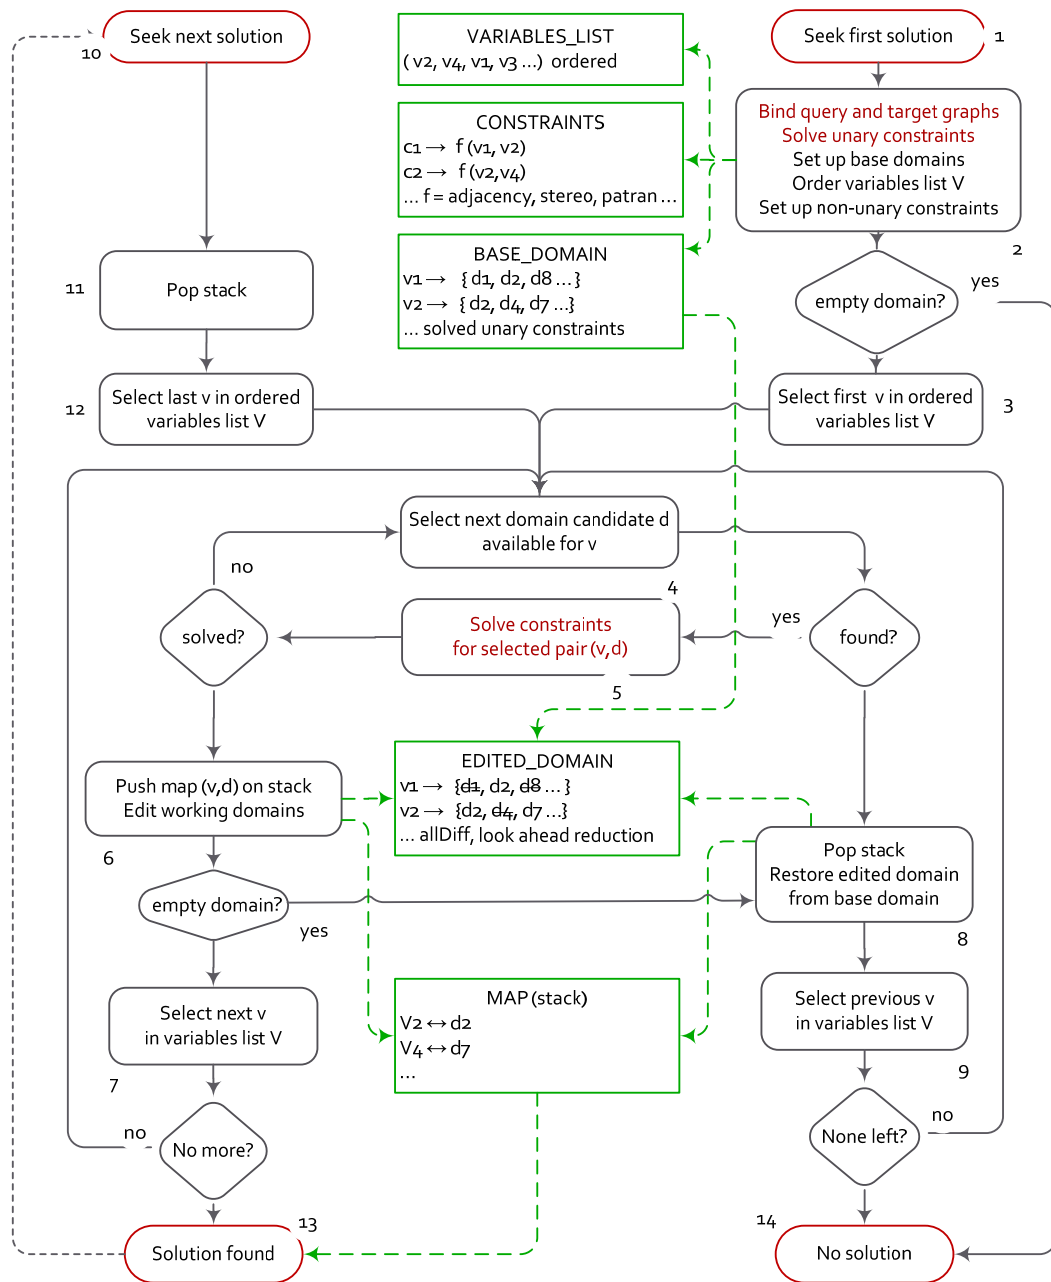 Seek next solution
10
VARIABLES_LIST
( v2, v4, v1, v3 ...) ordered
Seek first solution
1
CONSTRAINTS
c1 → f (v1, v2)
c2 → f (v2,v4)
... f = adjacency, stereo, patran ...
Bind query and target graphs
Solve unary constraints
Set up base domains
Order variables list V
Set up non-unary constraints
2
11
Pop stack
BASE_DOMAIN
v1 → { d1, d2, d8 ... }
v2 → { d2, d4, d7 ...}
... solved unary constraints
empty domain?
yes
12
Select last v in ordered
variables list V
Select first v in ordered
variables list V
3
Select next domain candidate d
available for v
no
4
solved?
Solve constraints
for selected pair (v,d)
yes
found?
5
Push map (v,d) on stack
Edit working domains
6
EDITED_DOMAIN
v1 → {d1, d2, d8 ... }
v2 → {d2, d4, d7 ...}
... allDiff, look ahead reduction
Pop stack
Restore edited domain
from base domain
8
empty domain?
yes
Select next v
in variables list V
7
MAP (stack)
V2 ↔ d2
V4 ↔ d7
...
Select previous v
in variables list V
9
no
No more?
None left?
no
13
Solution found
14
No solution